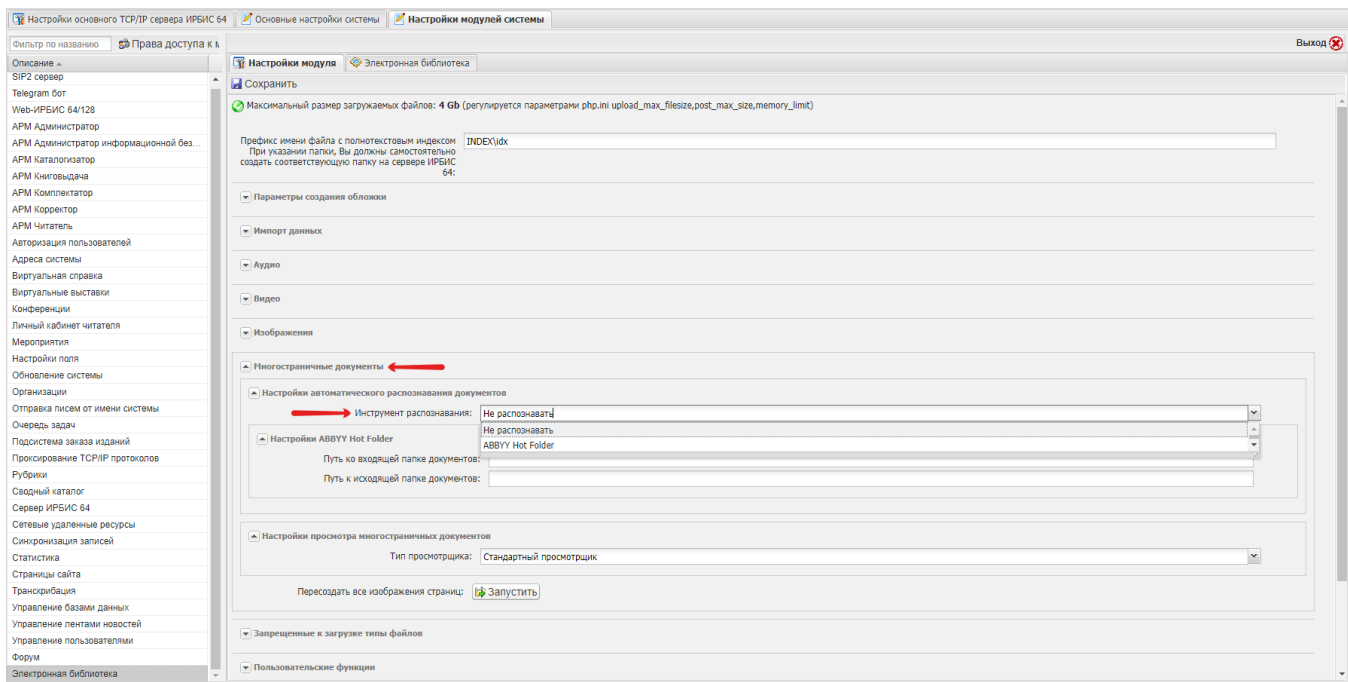 Настройки основного TCP/IP сервера ИРБИС 64
Основные настройки системы
Настройки модулей системы
Фильтр по названию
Права доступа к м
Выход
Описание
SIP2 сервер
Telegram бот
Web-ИРБИС 64/128
АРМ Администратор
АРМ Администратор информационной без...
АРМ Каталогизатор
АРМ Книговыдача
АРМ Комплектатор
АРМ Корректор
АРМ Читатель
Авторизация пользователей
Адреса системы
Виртуальная справка
Виртуальные выставки
Конференции
Личный кабинет читателя
Мероприятия
Настройки поля
Обновление системы
Организации
Отправка писем от имени системы
Очередь задач
Подсистема заказа изданий
Проксирование TCP/IP протоколов
Рубрики
Сводный каталог
Сервер ИРБИС 64
Сетевые удаленные ресурсы
Синхронизация записей
Статистика
Страницы сайта
Транскрибация
Управление базами данных
Управление лентами новостей
Управление пользователями
Форум
Электронная библиотека
Настройки модуля
Электронная библиотека
Сохранить
Максимальный размер загружаемых файлов: 4 Gb (регулируется параметрами php.ini upload_max_filesize,post_max_size,memory_limit)
Префикс имени файла с полнотекстовым индексом
При указании папки, Вы должны самостоятельно
создать соответствующую папку на сервере ИРБИС
64:
INDEX\Idx
Параметры создания обложки
Импорт данных
Аудио
Видео
Изображения
Многостраничные документы
Настройки автоматического распознавания документов
Инструмент распознавания: Не распознавать
Не распознавать
ABBYY Hot Folder
Настройки ABBYY Hot Folder
Путь ко входящей папке документов:
Путь к исходящей папке документов:
Настройки просмотра многостраничных документов
Тип просмотрщика: Стандартный просмотрщик
Пересоздать все изображения страниц: Запустить
Запрещенные к загрузке типы файлов
Пользовательские функции